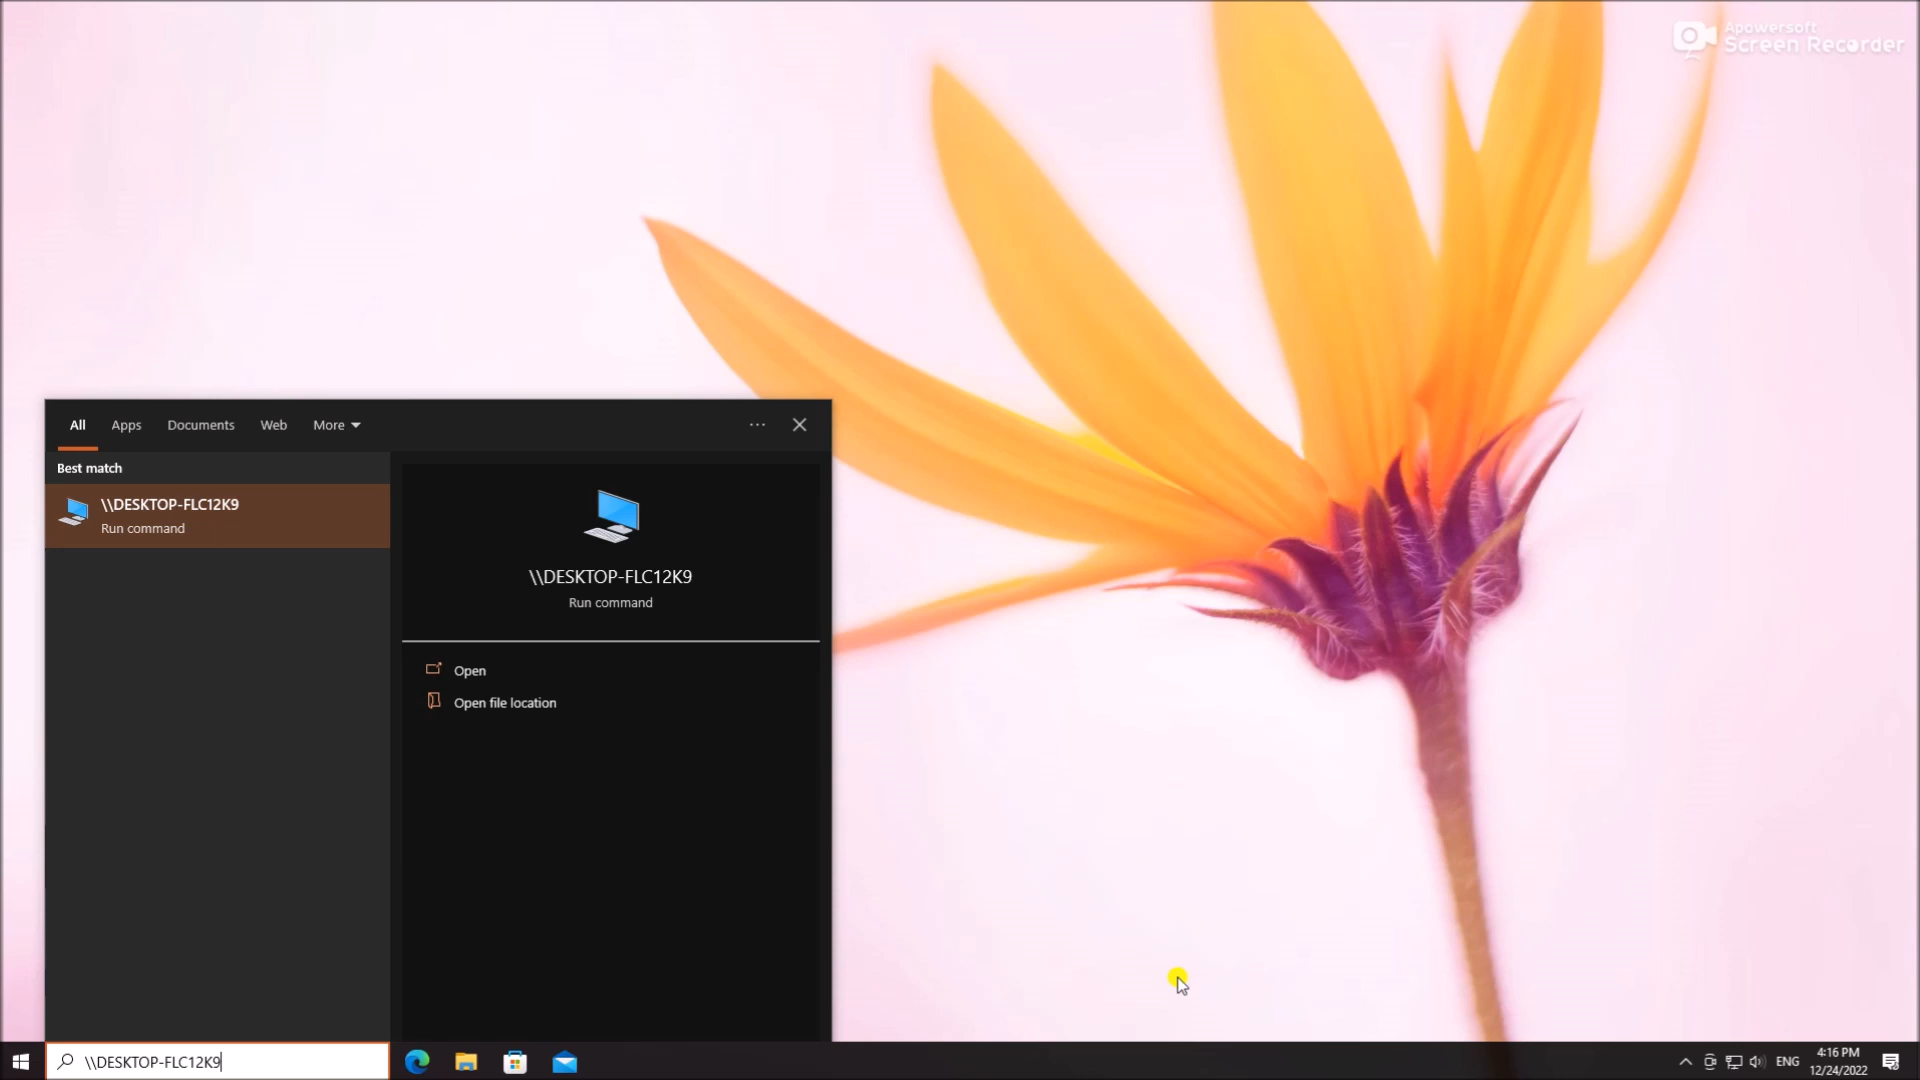 Apowersoft
Screen Recorder
All Apps Documents Web More
Best match
\\DESKTOP-FLC12K9
Run command
\\DESKTOP-FLC12K9
Run command
Open
Open file location
\\DESKTOP-FLC12K9
ENG
4:16 PM
12/24/2022